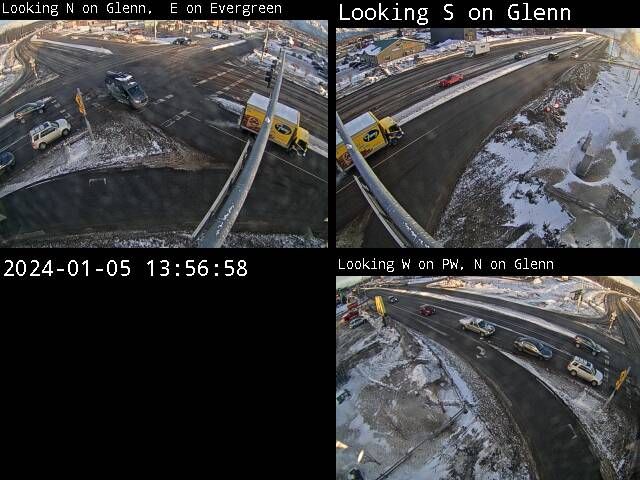 Looking N on Glenn,  E on Evergreen
Looking S on Glenn
2024-01-05 13:56:58
Looking W on PW, N on Glenn